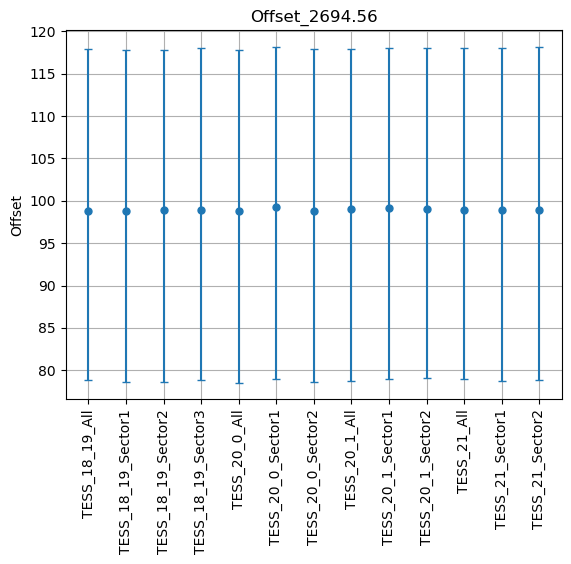 Offset_2694.56
120
115
110
105
100
95
90
85
80
Offset
TESS_18_19_All
TESS_18_19_Sector1
TESS_18_19_Sector2
TESS_18_19_Sector3
TESS_20_0_All
TESS_20_0_Sector1
TESS_20_0_Sector2
TESS_20_1_All
TESS_20_1_Sector1
TESS_20_1_Sector2
TESS_21_All
TESS_21_Sector1
TESS_21_Sector2